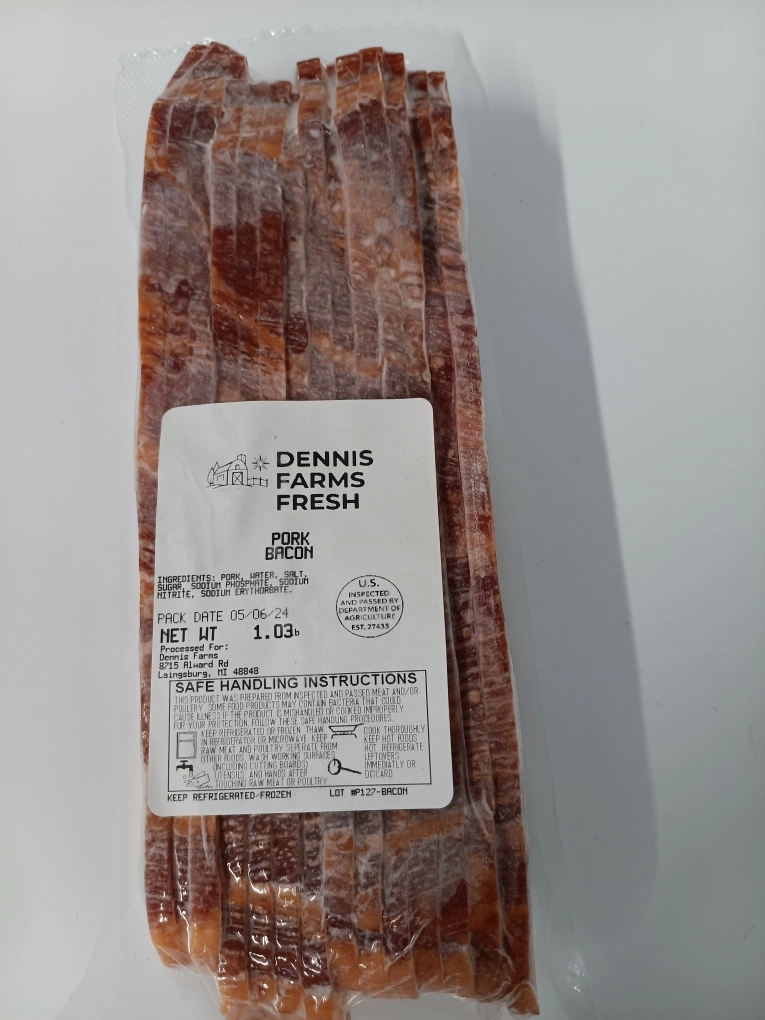 DENNIS
FARMS
FRESH
PORK
BACON
INGREDIENTS: PORK, WATER, SALT,
SUGAR, SODIUM PHOSPHATE, SODIUM
NITRITE, SODIUM ERYTHORBATE.
U.S.
INSPECTED
AND PASSED BY
DEPARTMENT OF
AGRICULTURE
EST. 27433
PACK DATE 05/06/24
NET WT 1.03lb
Processed For:
Dennis Farms
8715 Alward Rd
Laingsburg, MI 48848
SAFE HANDLING INSTRUCTIONS
THIS PRODUCT WAS PREPARED FROM INSPECTED AND PASSED MEAT AND/OR
POULTRY. SOME FOOD PRODUCTS MAY CONTAIN BACTERIA THAT COULD
CAUSE ILLNESS IF THE PRODUCT IS MISHANDLED OR COOKED IMPROPERLY.
FOR YOUR PROTECTION, FOLLOW THESE SAFE HANDLING PROCEDURES.
KEEP REFRIGERATED OR FROZEN. THAW
IN REFRIGERATOR OR MICROWAVE. KEEP
RAW MEAT AND POULTRY SEPERATE FROM
OTHER FOODS. WASH WORKING SURFACES
(INCLUDING CUTTING BOARDS)
UTENSILS AND HANDS AFTER
TOUCHING RAW MEAT OR POULTRY
COOK THOROUGHLY
KEEP HOT FOODS
HOT. REFRIGERATE
LEFTOVERS
IMMEDIATLY OR
DISCARD.
KEEP REFRIGERATED/FROZEN LOT #P127-BACON